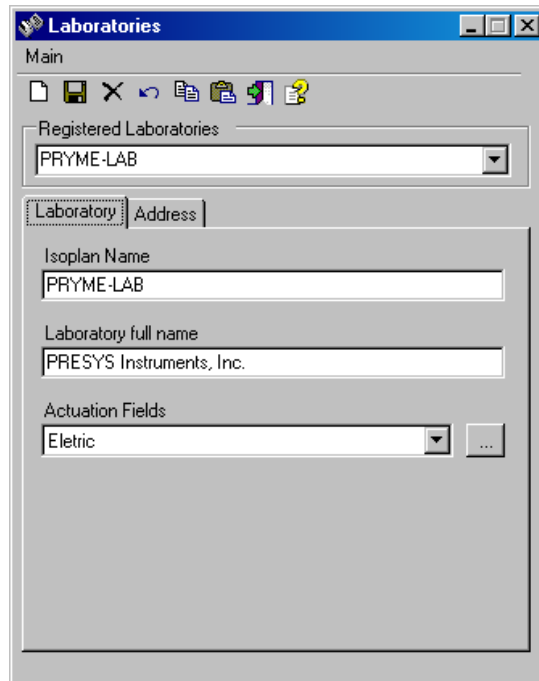 Laboratories
Main
Registered Laboratories
PRYME-LAB
Laboratory Address
Isoplan Name
PRYME-LAB
Laboratory full name
PRESYS Instruments, Inc.
Actuation Fields
Eletric ...